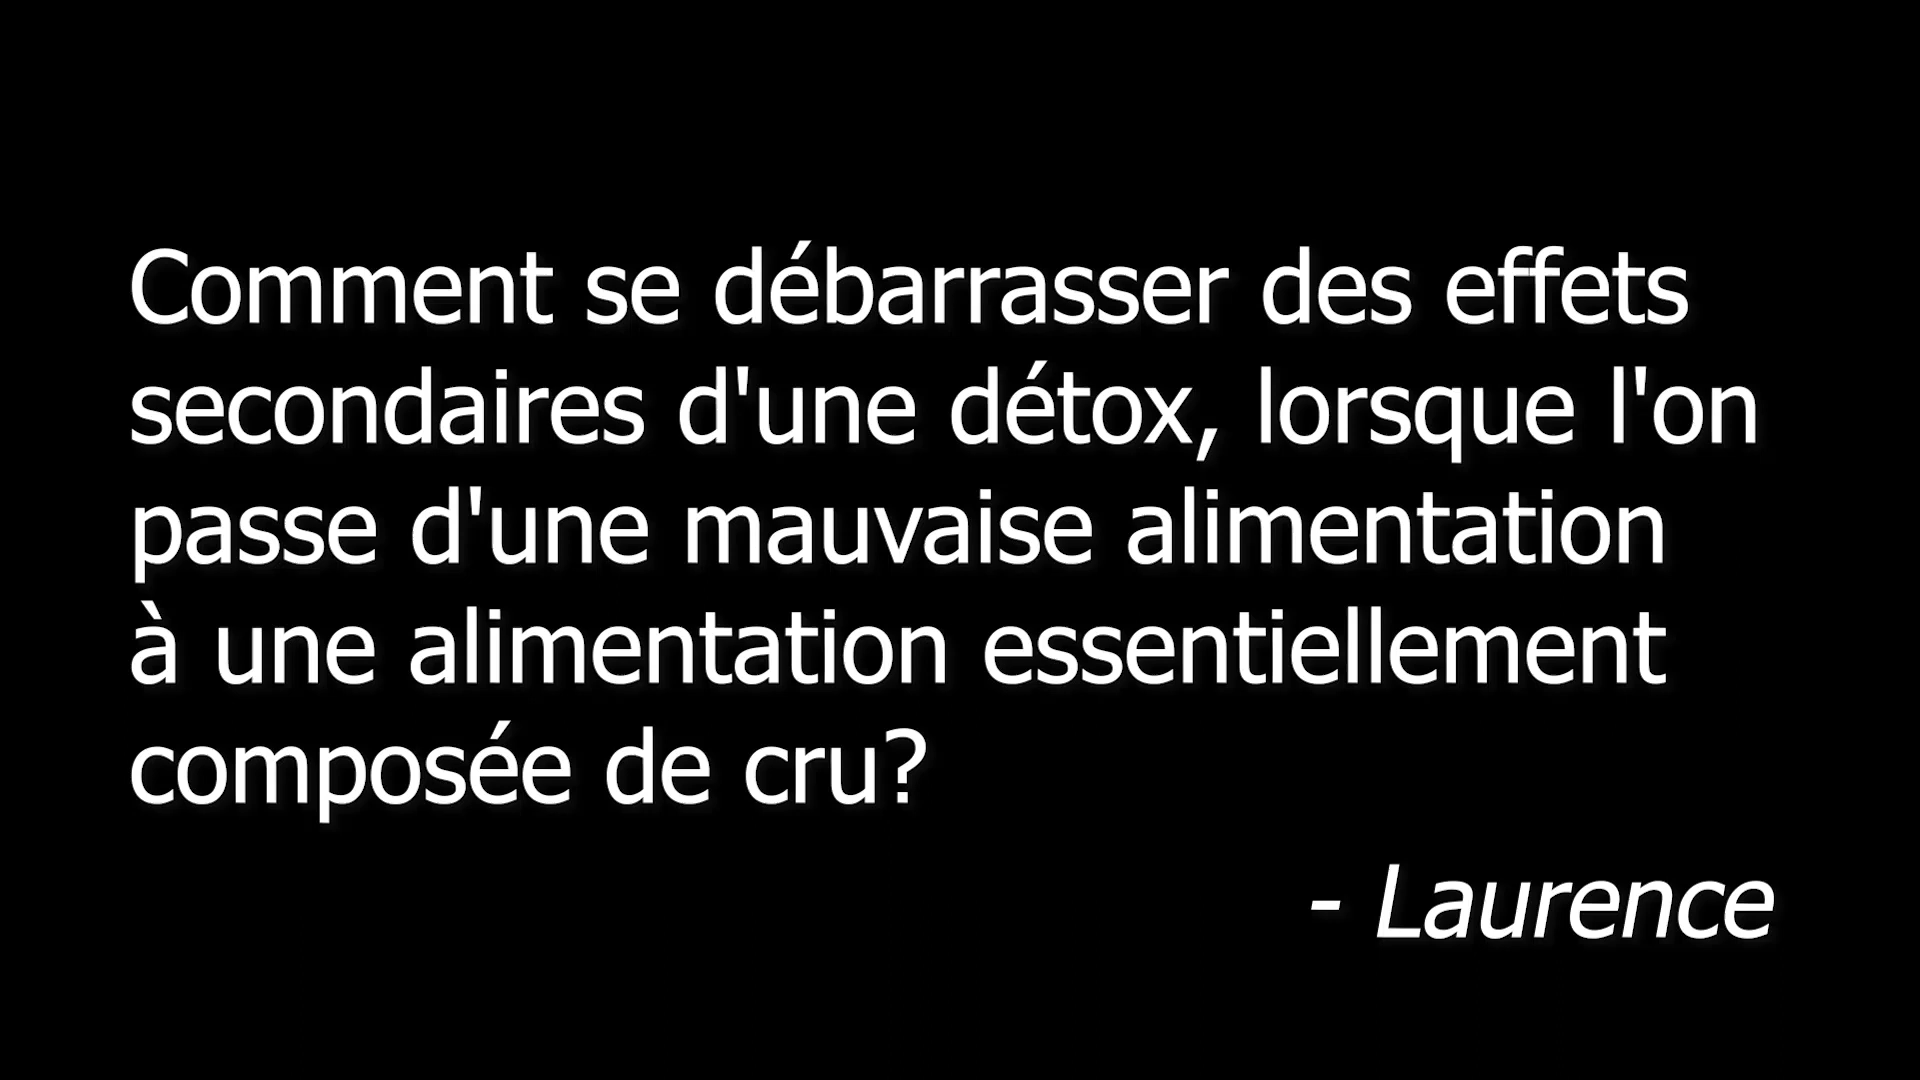 Comment se débarrasser des effets
secondaires d'une détox, lorsque l'on
passe d'une mauvaise alimentation
à une alimentation essentiellement
composée de cru?
- Laurence